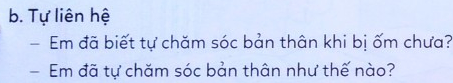 b. Tự liên hệ
– Em đã biết tự chăm sóc bản thân khi bị ốm chưa?
– Em đã tự chăm sóc bản thân như thế nào?